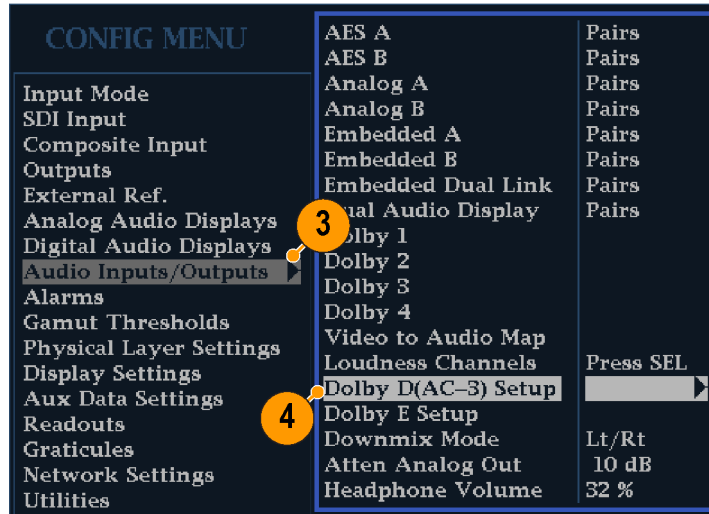 CONFIG MENU
Input Mode
SDI Input
Composite Input
Outputs
External Ref.
Analog Audio Displays
Digital Audio Displays
Audio Inputs/Outputs
Alarms
Gamut Thresholds
Physical Layer Settings
Display Settings
Aux Data Settings
Readouts
Graticules
Network Settings
Utilities
3
4
AES A Pairs
AES B Pairs
Analog A Pairs
Analog B Pairs
Embedded A Pairs
Embedded B Pairs
Embedded Dual Link Pairs
Audio Display Pairs
Dolby 1
Dolby 2
Dolby 3
Dolby 4
Video to Audio Map
Loudness Channels Press SEL
Dolby D(AC–3) Setup
Dolby E Setup
Downmix Mode Lt/Rt
Atten Analog Out 10 dB
Headphone Volume 32 %